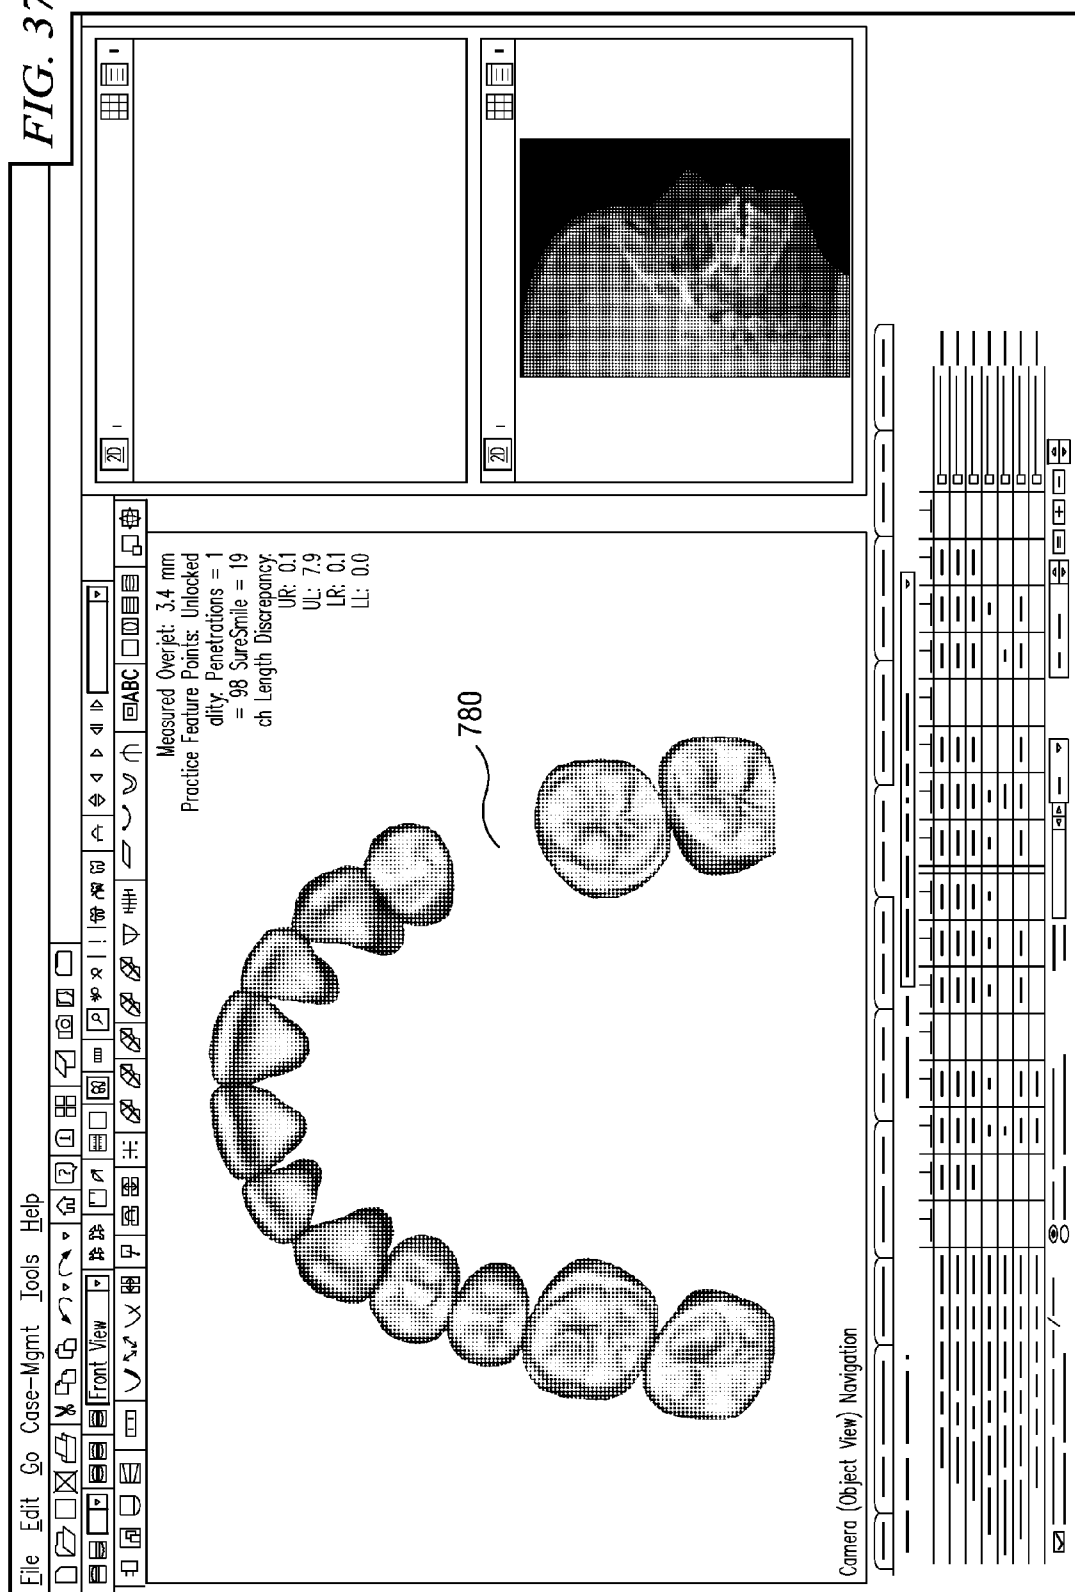 FIG. 37
File Edit Go Case-Mgmt Tools Help
Front View
ABC
2D
2D
Measured Overjet: 3.4 mm
Practice Feature Points: Unlocked
ality: Penetrations = 1
= 98 SureSmile = 19
ch Length Discrepancy:
UR: 0.1
UL: 7.9
LR: 0.1
LL: 0.0
780
Camera (Object View) Navigation